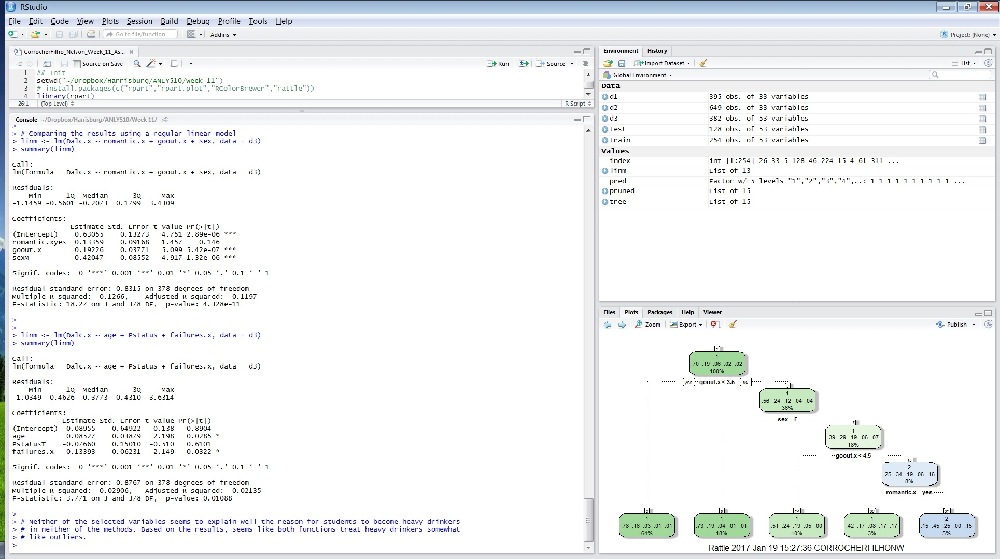 RStudio
File Edit Code View Plots Session Build Debug Profile Tools Help
Go to file/function Addins Project: (None)
CorrocherFilho_Nelson_Week_11_As...
Source on Save Run Source
1 ## Init
2 setwd("~/Dropbox/Harrisburg/ANLY510/Week 11")
3 # install.packages(c("rpart","rpart.plot","RColorBrewer","rattle"))
4 library(rpart)
26:1 (Top Level) R Script
Console ~/Dropbox/Harrisburg/ANLY510/Week 11/
>
> # Comparing the results using a regular linear model
> linm <- lm(Dalc.x ~ romantic.x + goout.x + sex, data = d3)
> summary(linm)
Call:
lm(formula = Dalc.x ~ romantic.x + goout.x + sex, data = d3)
Residuals:
Min 1Q Median 3Q Max
-1.1459 -0.5601 -0.2073 0.1799 3.4309
Coefficients:
Estimate Std. Error t value Pr(>|t|)
(Intercept) 0.63055 0.13273 4.751 2.89e-06 ***
romantic.xyes 0.13359 0.09168 1.457 0.146
goout.x 0.19226 0.03771 5.099 5.42e-07 ***
sexM 0.42047 0.08552 4.917 1.32e-06 ***
---
Signif. codes: 0 ‘***’ 0.001 ‘**’ 0.01 ‘*’ 0.05 ‘.’ 0.1 ‘ ’ 1
Residual standard error: 0.8315 on 378 degrees of freedom
Multiple R-squared: 0.1266, Adjusted R-squared: 0.1197
F-statistic: 18.27 on 3 and 378 DF, p-value: 4.328e-11
>
>
> linm <- lm(Dalc.x ~ age + Pstatus + failures.x, data = d3)
> summary(linm)
Call:
lm(formula = Dalc.x ~ age + Pstatus + failures.x, data = d3)
Residuals:
Min 1Q Median 3Q Max
-1.0349 -0.4626 -0.3773 0.4310 3.6314
Coefficients:
Estimate Std. Error t value Pr(>|t|)
(Intercept) 0.08955 0.64922 0.138 0.8904
age 0.08527 0.03879 2.198 0.0285 *
PstatusT -0.07660 0.15010 -0.510 0.6101
failures.x 0.13393 0.06231 2.149 0.0322 *
---
Signif. codes: 0 ‘***’ 0.001 ‘**’ 0.01 ‘*’ 0.05 ‘.’ 0.1 ‘ ’ 1
Residual standard error: 0.8767 on 378 degrees of freedom
Multiple R-squared: 0.02906, Adjusted R-squared: 0.02135
F-statistic: 3.771 on 3 and 378 DF, p-value: 0.01088
>
> # Neither of the selected variables seems to explain well the reason for students to become heavy drinkers
> # in neither of the methods. Based on the results, seems like both functions treat heavy drinkers somewhat
> # like outliers.
>
Environment History
Import Dataset List
Global Environment
Data
d1 395 obs. of 33 variables
d2 649 obs. of 33 variables
d3 382 obs. of 53 variables
test 128 obs. of 53 variables
train 254 obs. of 53 variables
Values
index int [1:254] 26 33 5 128 46 224 15 4 61 311 ...
linm List of 13
pred Factor w/ 5 levels "1","2","3","4",..: 1 1 1 1 1 1 1 1 1 1 ...
pruned List of 15
tree List of 15
Files Plots Packages Help Viewer
Zoom Export Publish
1
1
.70 .19 .06 .02 .02
100%
yes goout.x < 3.5 no
3
1
.56 .24 .12 .04 .04
36%
sex = F
7
1
.39 .29 .19 .06 .07
18%
goout.x < 4.5
15
2
.25 .34 .19 .06 .16
8%
romantic.x = yes
2 6 14 30 31
1 1 1 1 2
.78 .16 .03 .01 .01 .73 .19 .04 .01 .01 .51 .24 .19 .05 .00 .42 .17 .08 .17 .17 .15 .45 .25 .00 .15
64% 18% 10% 3% 5%
Rattle 2017-Jan-19 15:27:36 CORROCHERFILHONW